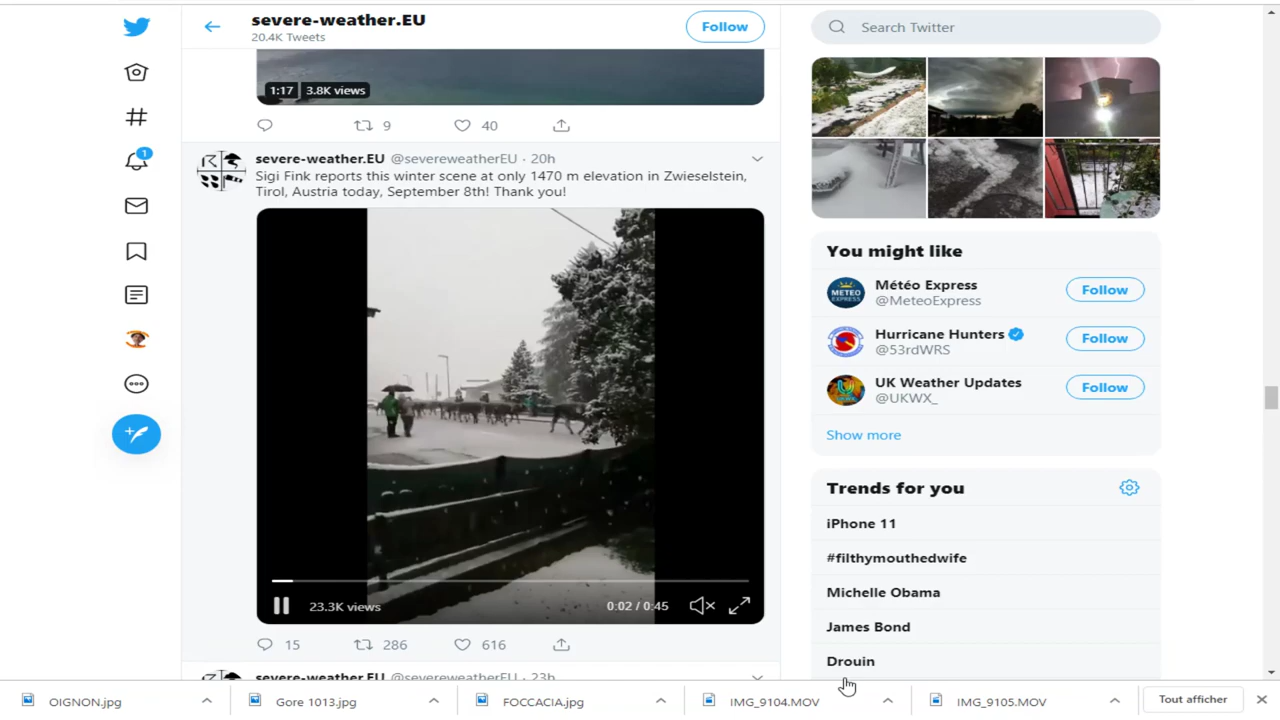 severe-weather.EU
20.4K Tweets
Follow
Search Twitter
1:17
3.8K views
9
40
1
severe-weather.EU @severeweatherEU · 20h
Sigi Fink reports this winter scene at only 1470 m elevation in Zwieselstein,
Tirol, Austria today, September 8th! Thank you!
23.3K views
0:02 / 0:45
15
286
616
severe-weather.EU @severeweatherEU · 23h
You might like
Météo Express
@MeteoExpress
Follow
Hurricane Hunters
@53rdWRS
Follow
UK Weather Updates
@UKWX_
Follow
Show more
Trends for you
iPhone 11
#filthymouthedwife
Michelle Obama
James Bond
Drouin
OIGNON.jpg
Gore 1013.jpg
FOCCACIA.jpg
IMG_9104.MOV
IMG_9105.MOV
Tout afficher